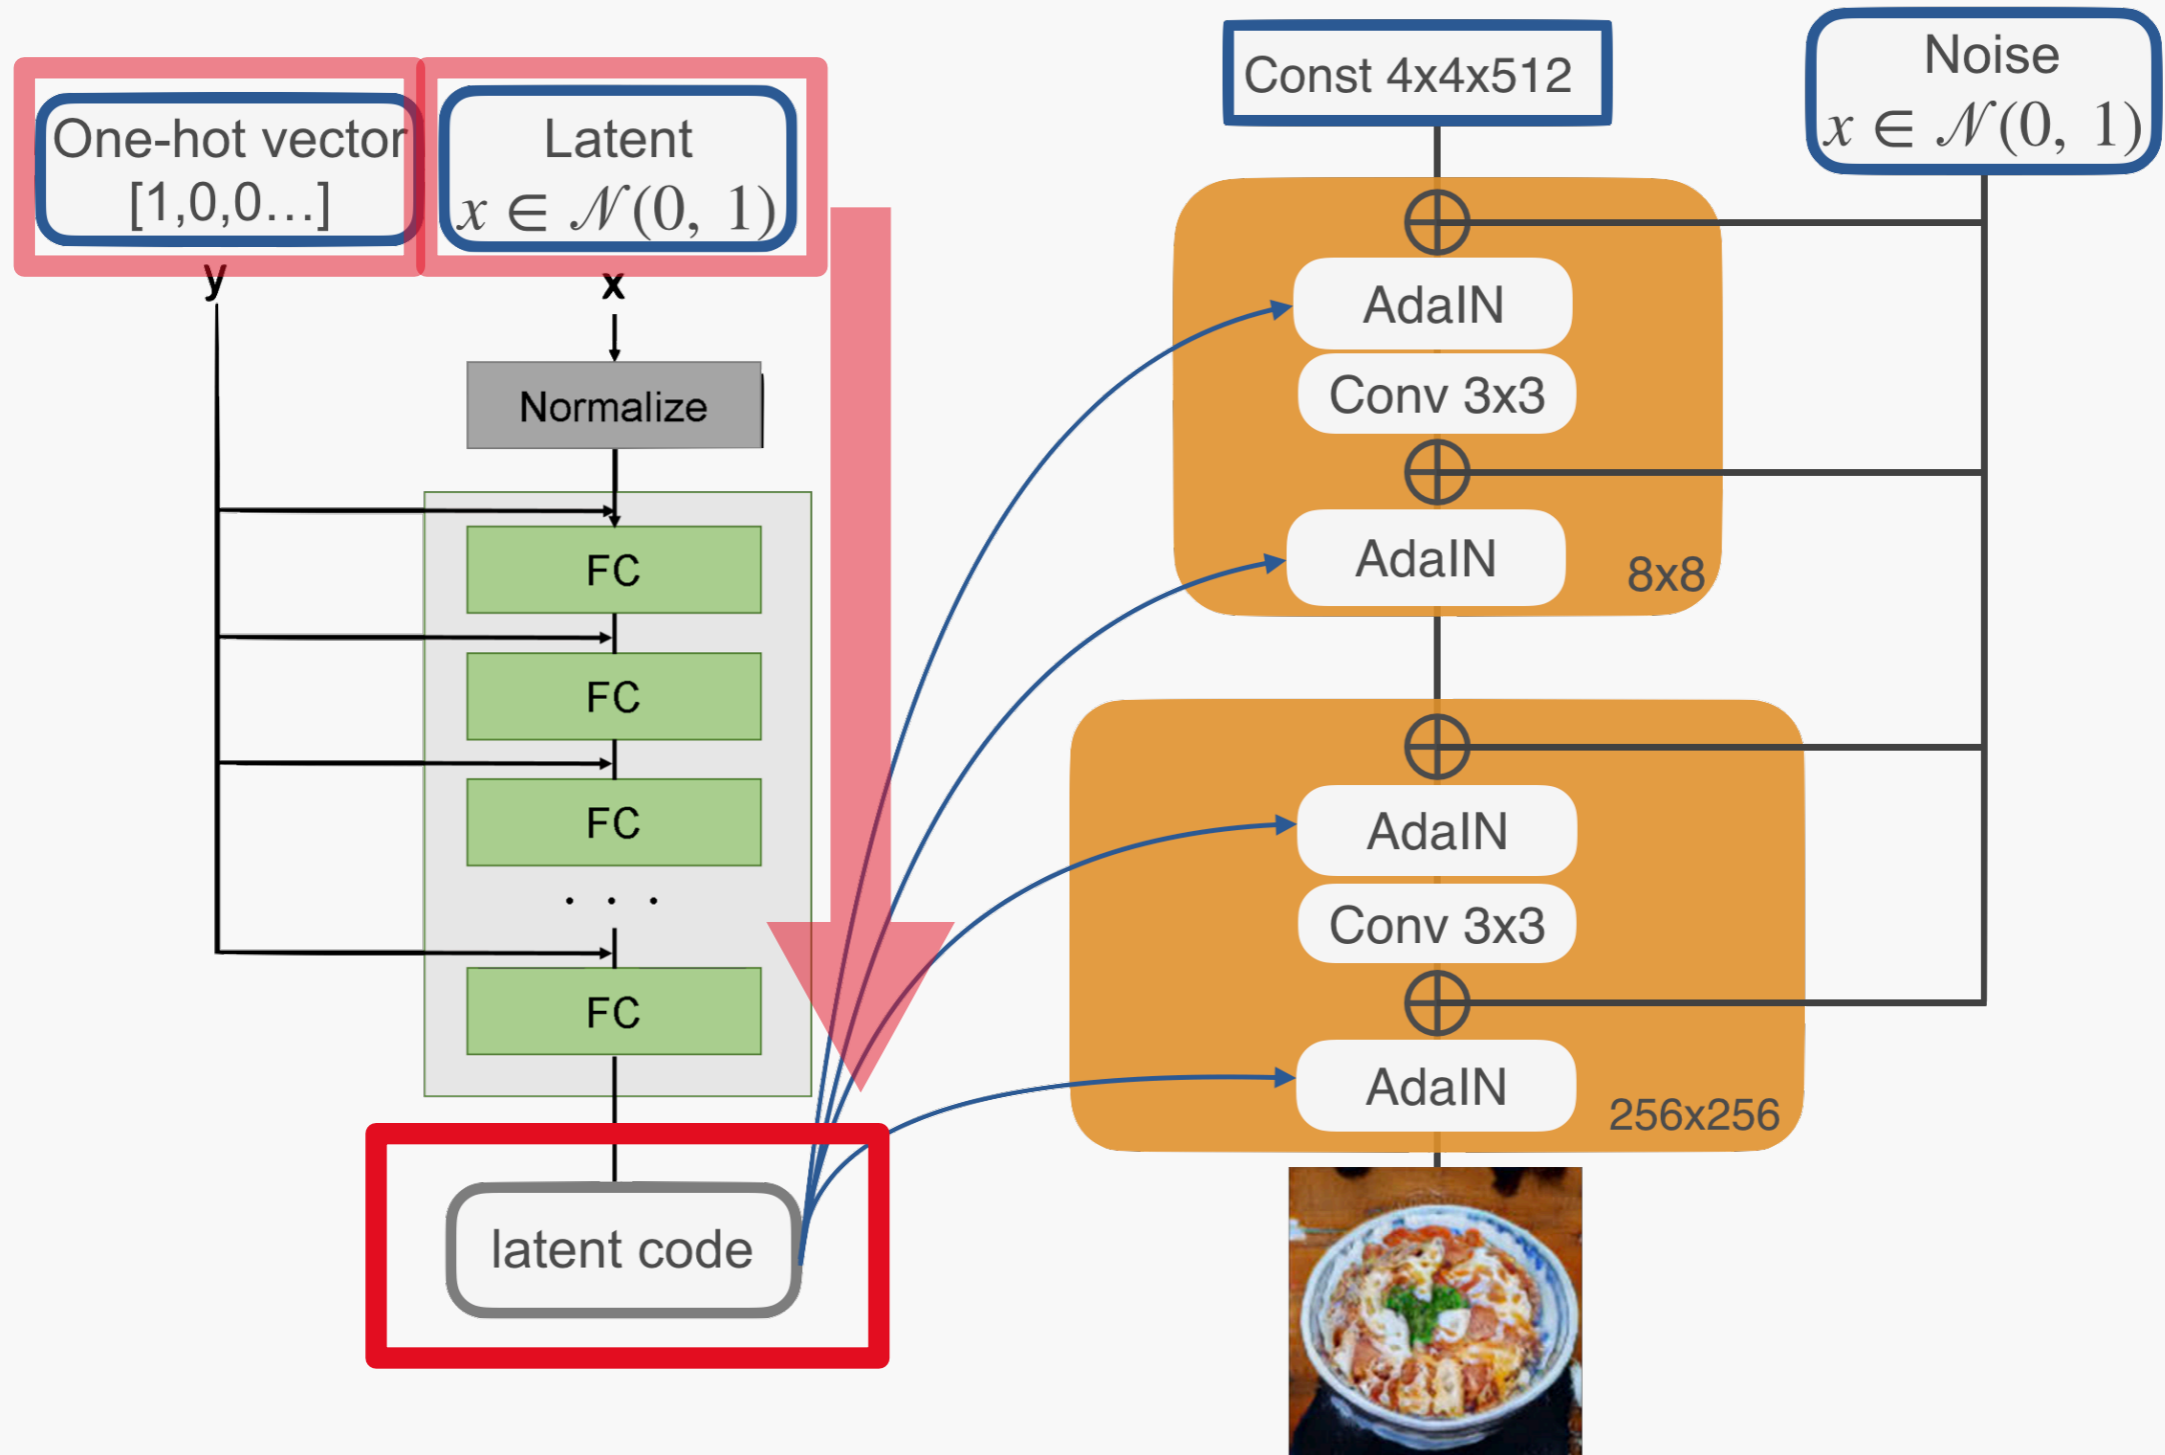 One-hot vector
[1,0,0…]
Latent
x ∈ 𝒩(0, 1)
y
x
Normalize
FC
FC
FC
. . .
FC
latent code
Const 4x4x512
Noise
x ∈ 𝒩(0, 1)
AdaIN
Conv 3x3
AdaIN
8x8
AdaIN
Conv 3x3
AdaIN
256x256